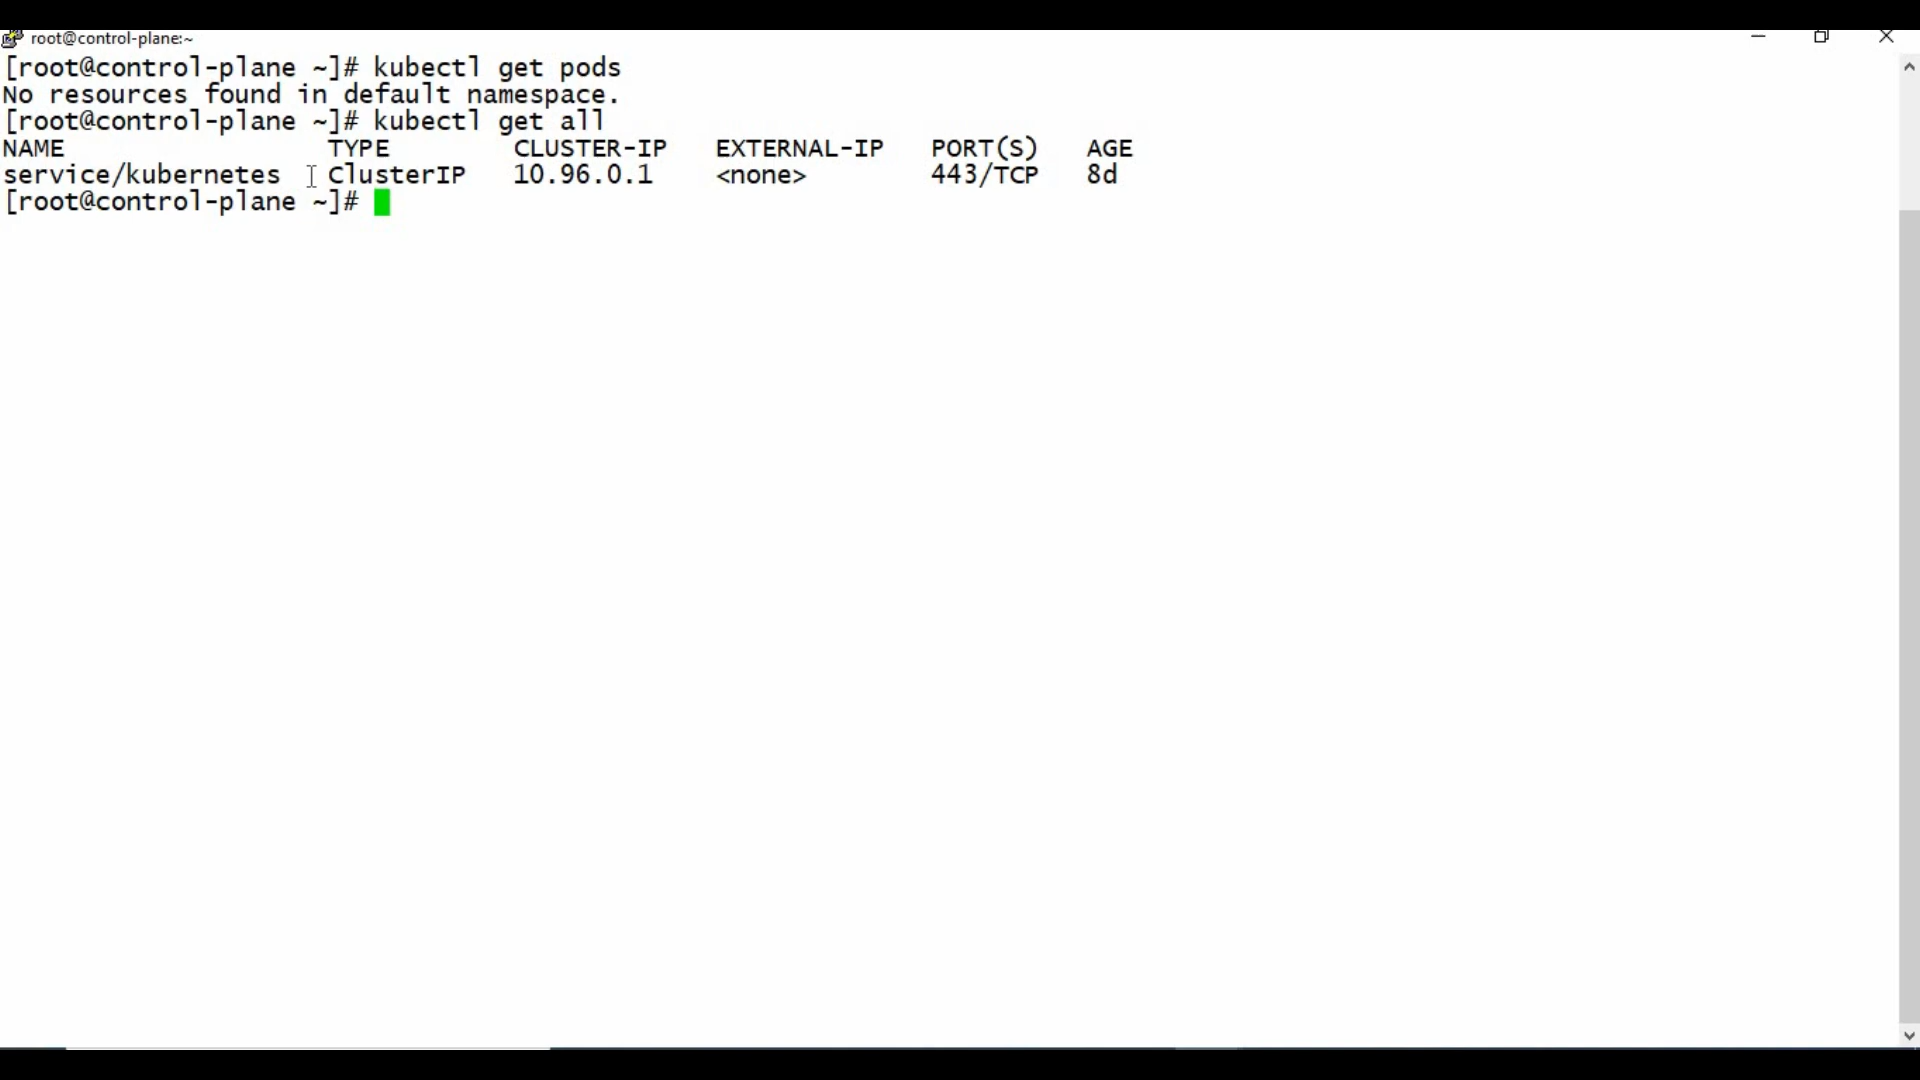 root@control-plane:~
[root@control-plane ~]# kubectl get pods
No resources found in default namespace.
[root@control-plane ~]# kubectl get all
NAME TYPE CLUSTER-IP EXTERNAL-IP PORT(S) AGE
service/kubernetes ClusterIP 10.96.0.1 <none> 443/TCP 8d
[root@control-plane ~]#